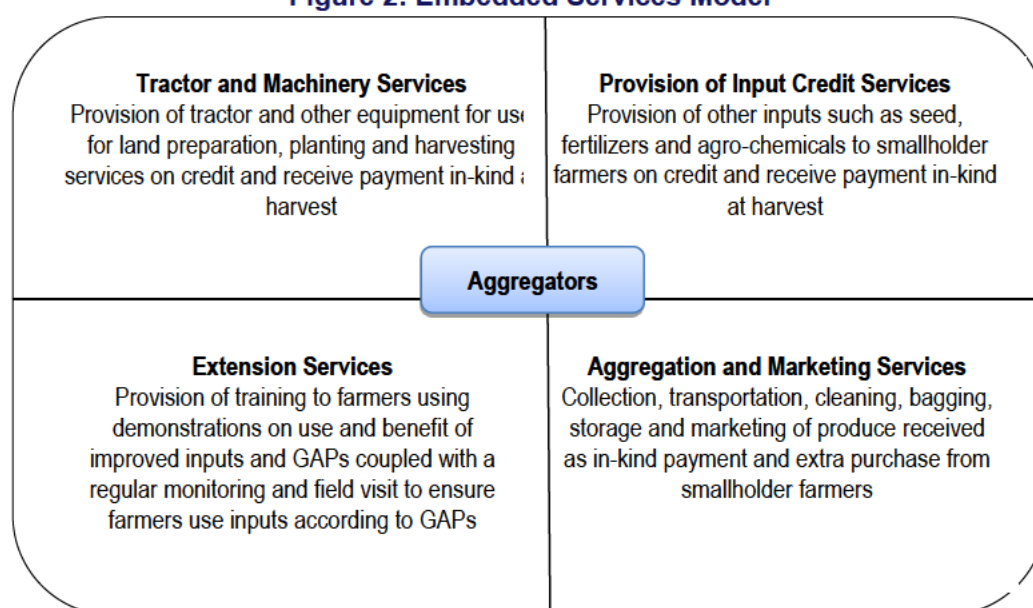 Figure 2: Embedded Services Model
Tractor and Machinery Services
Provision of tractor and other equipment for use
for land preparation, planting and harvesting
services on credit and receive payment in-kind
harvest
Provision of Input Credit Services
Provision of other inputs such as seed,
fertilizers and agro-chemicals to smallholder
farmers on credit and receive payment in-kind
at harvest
Aggregators
Extension Services
Provision of training to farmers using
demonstrations on use and benefit of
improved inputs and GAPs coupled with a
regular monitoring and field visit to ensure
farmers use inputs according to GAPs
Aggregation and Marketing Services
Collection, transportation, cleaning, bagging,
storage and marketing of produce received
as in-kind payment and extra purchase from
smallholder farmers